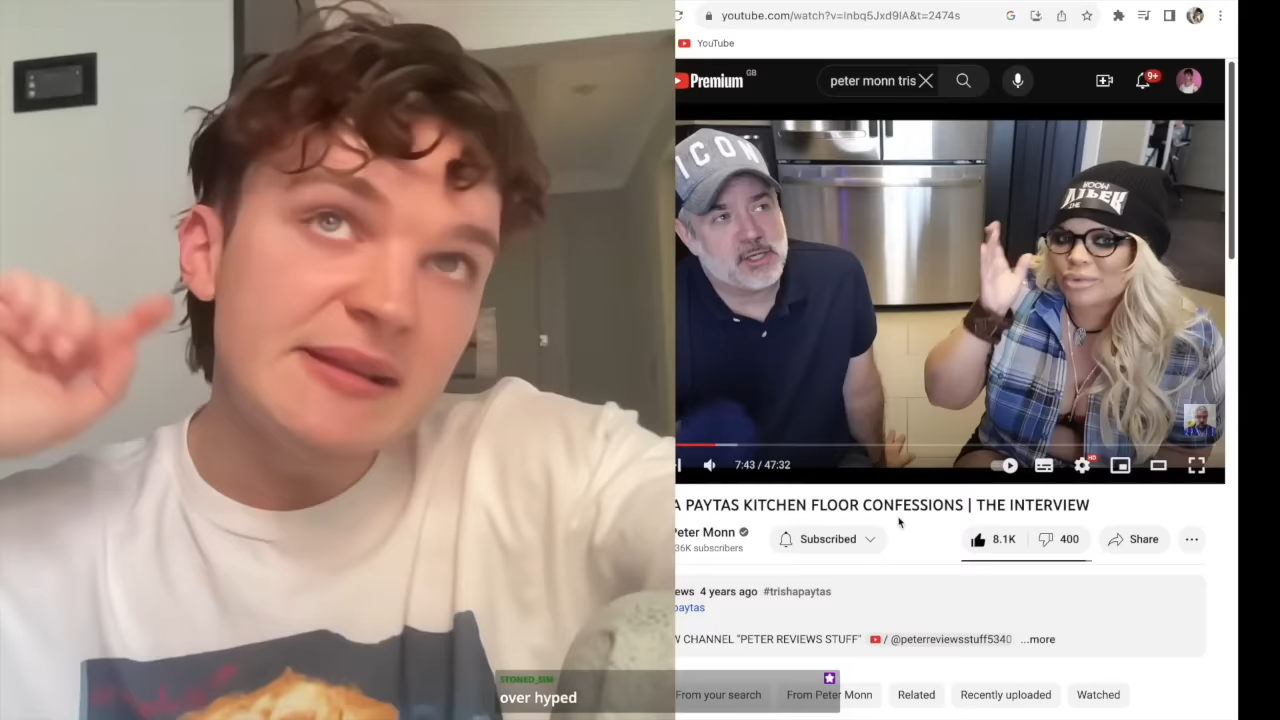 youtube.com/watch?v=Inbq5Jxd9IA&t=2474s
YouTube
Premium GB
peter monn tris
9+
ICON
7:43 / 47:32
HD
A PAYTAS KITCHEN FLOOR CONFESSIONS | THE INTERVIEW
Peter Monn
36K subscribers
Subscribed
8.1K
400
Share
ews 4 years ago #trishapaytas
paytas
W CHANNEL "PETER REVIEWS STUFF" / @peterreviewsstuff5340 ...more
STONED_SIM
over hyped
From your search
From Peter Monn
Related
Recently uploaded
Watched